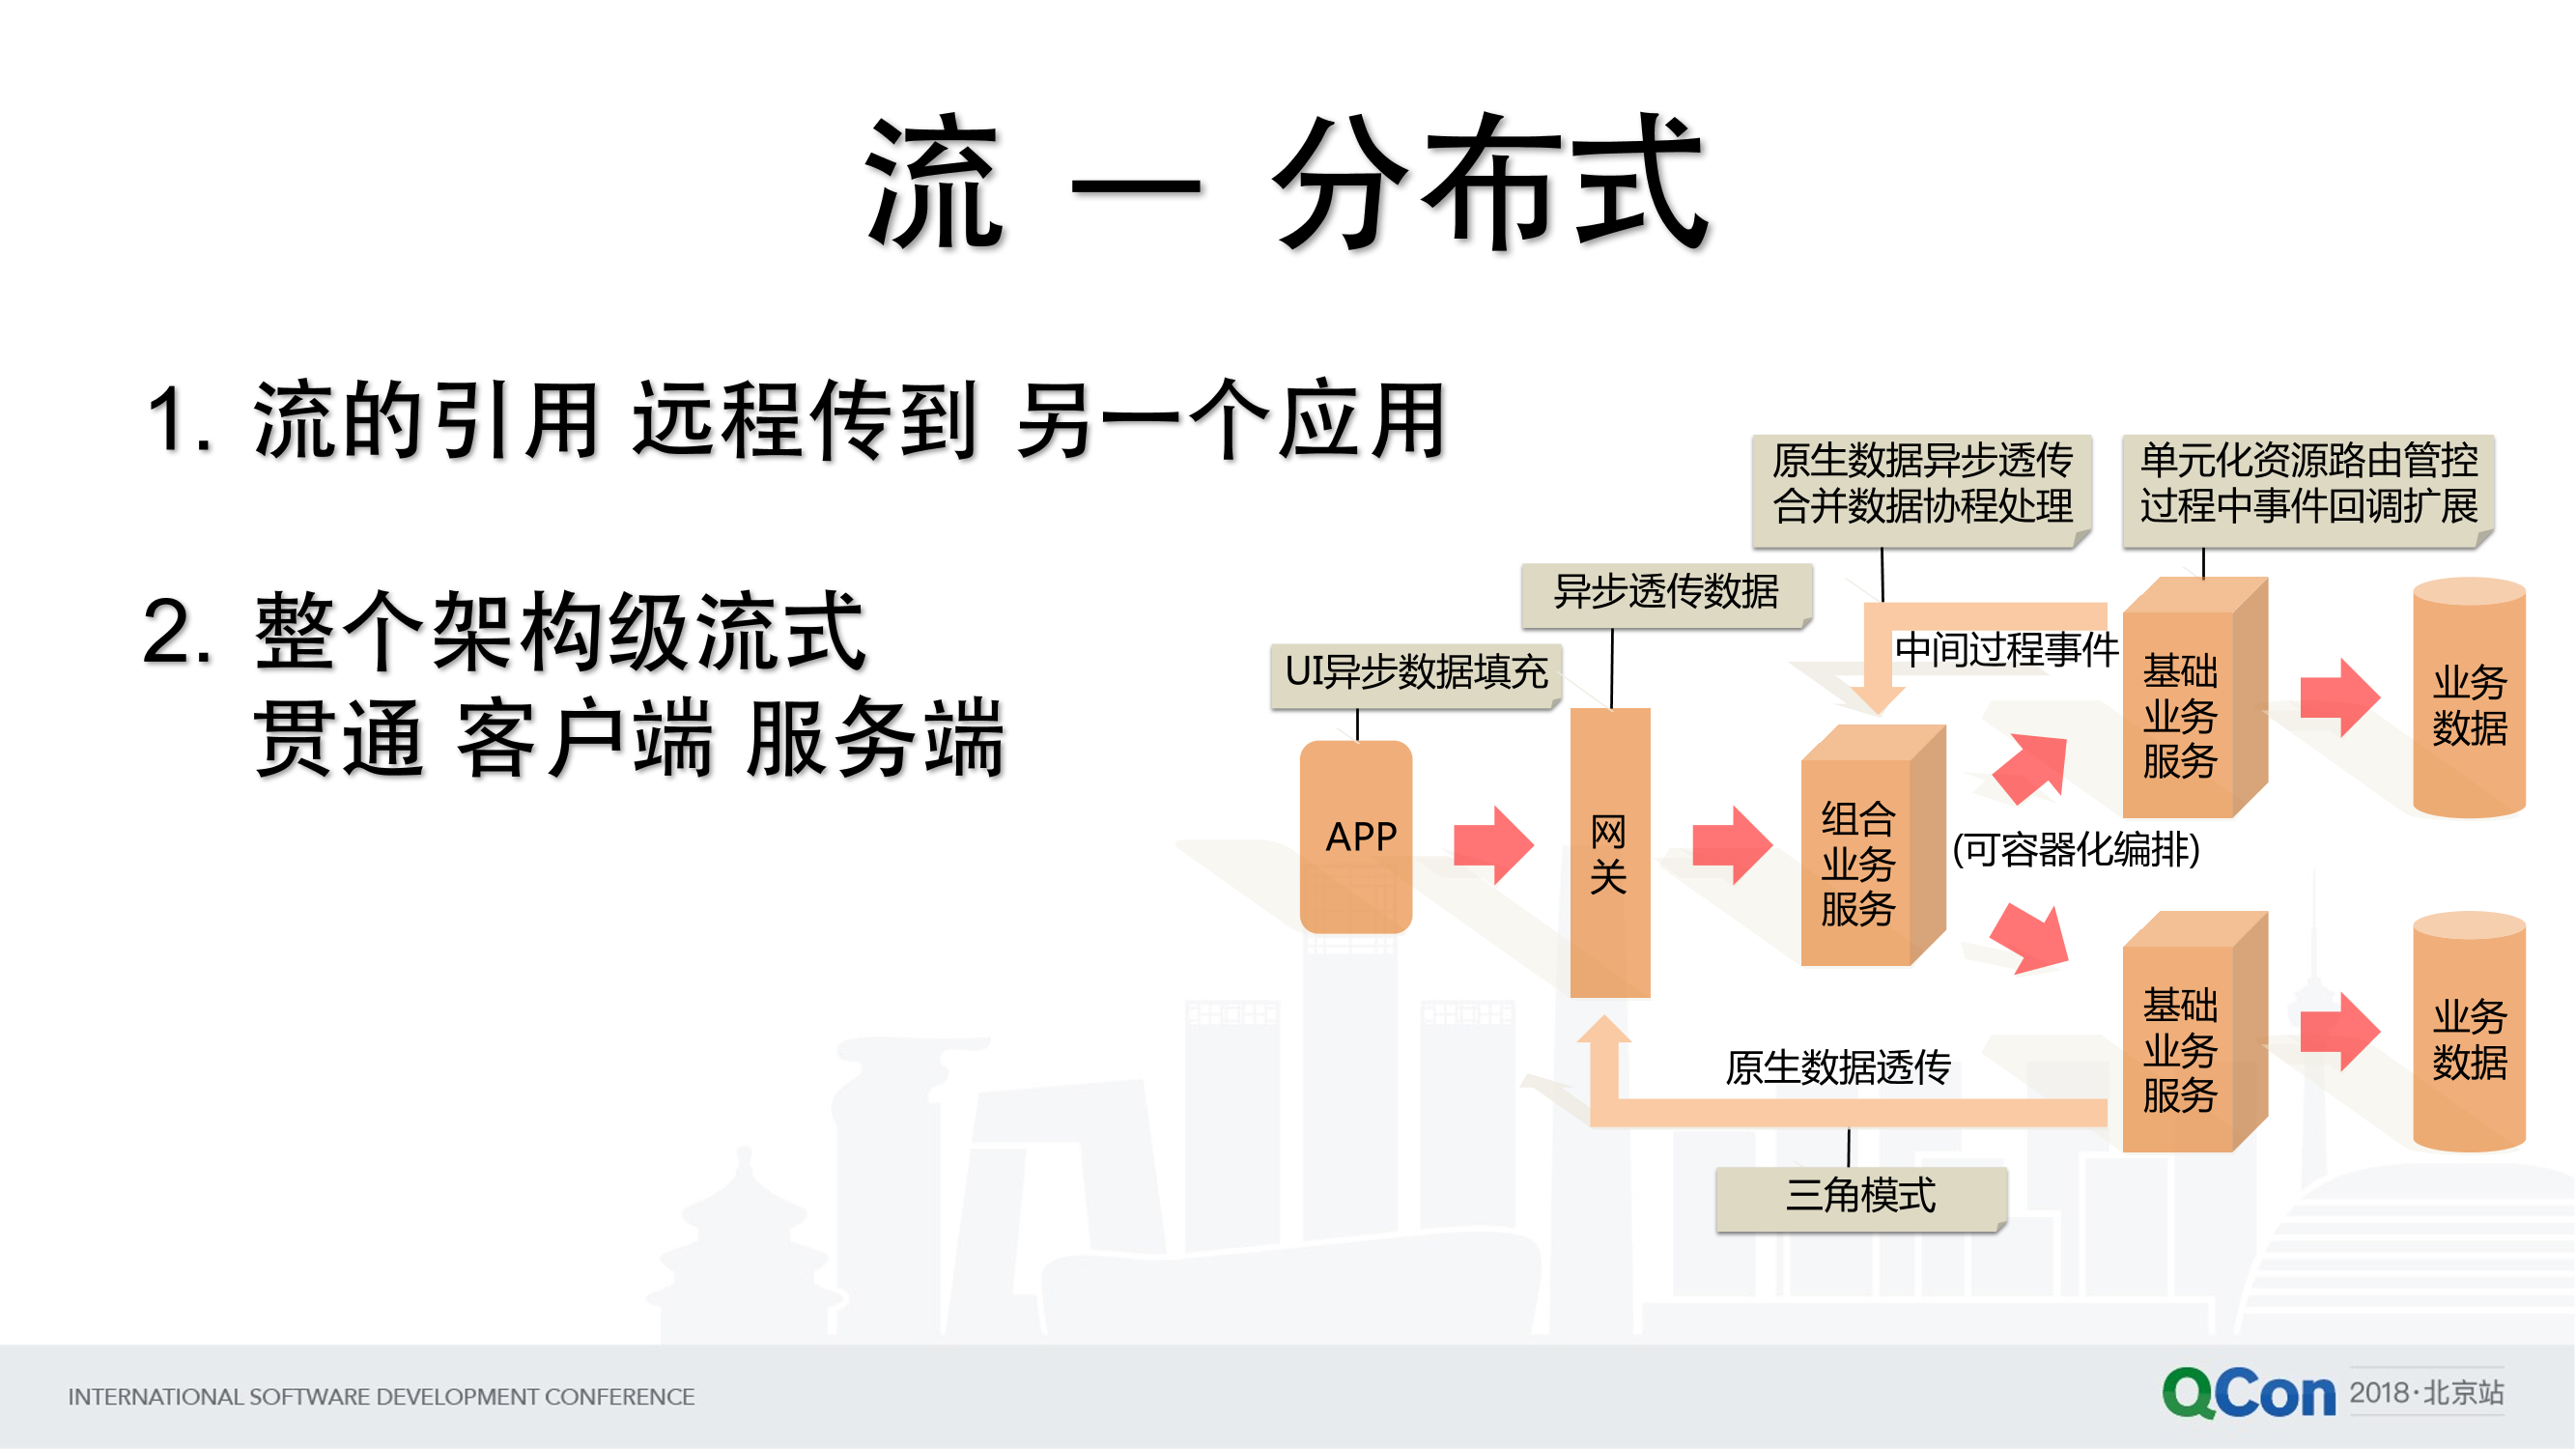 流 — 分布式
1. 流的引用 远程传到 另一个应用
2. 整个架构级流式
贯通 客户端 服务端
原生数据异步透传
合并数据协程处理
单元化资源路由管控
过程中事件回调扩展
异步透传数据
UI异步数据填充
中间过程事件
基础
业务
服务
业务
数据
APP
网
关
组合
业务
服务
(可容器化编排)
基础
业务
服务
业务
数据
原生数据透传
三角模式
INTERNATIONAL SOFTWARE DEVELOPMENT CONFERENCE
QCon 2018·北京站